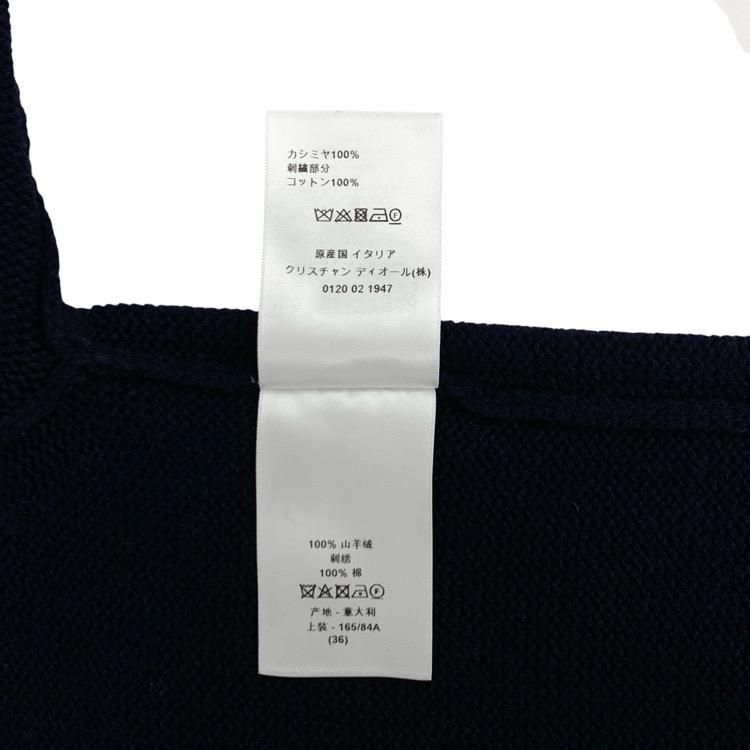 カシミヤ100%
刺繍部分
コットン100%
原産国 イタリア
クリスチャン ディオール(株)
0120 02 1947
100% 山羊绒
刺绣
100% 棉
产地 - 意大利
上装 - 165/84A
(36)